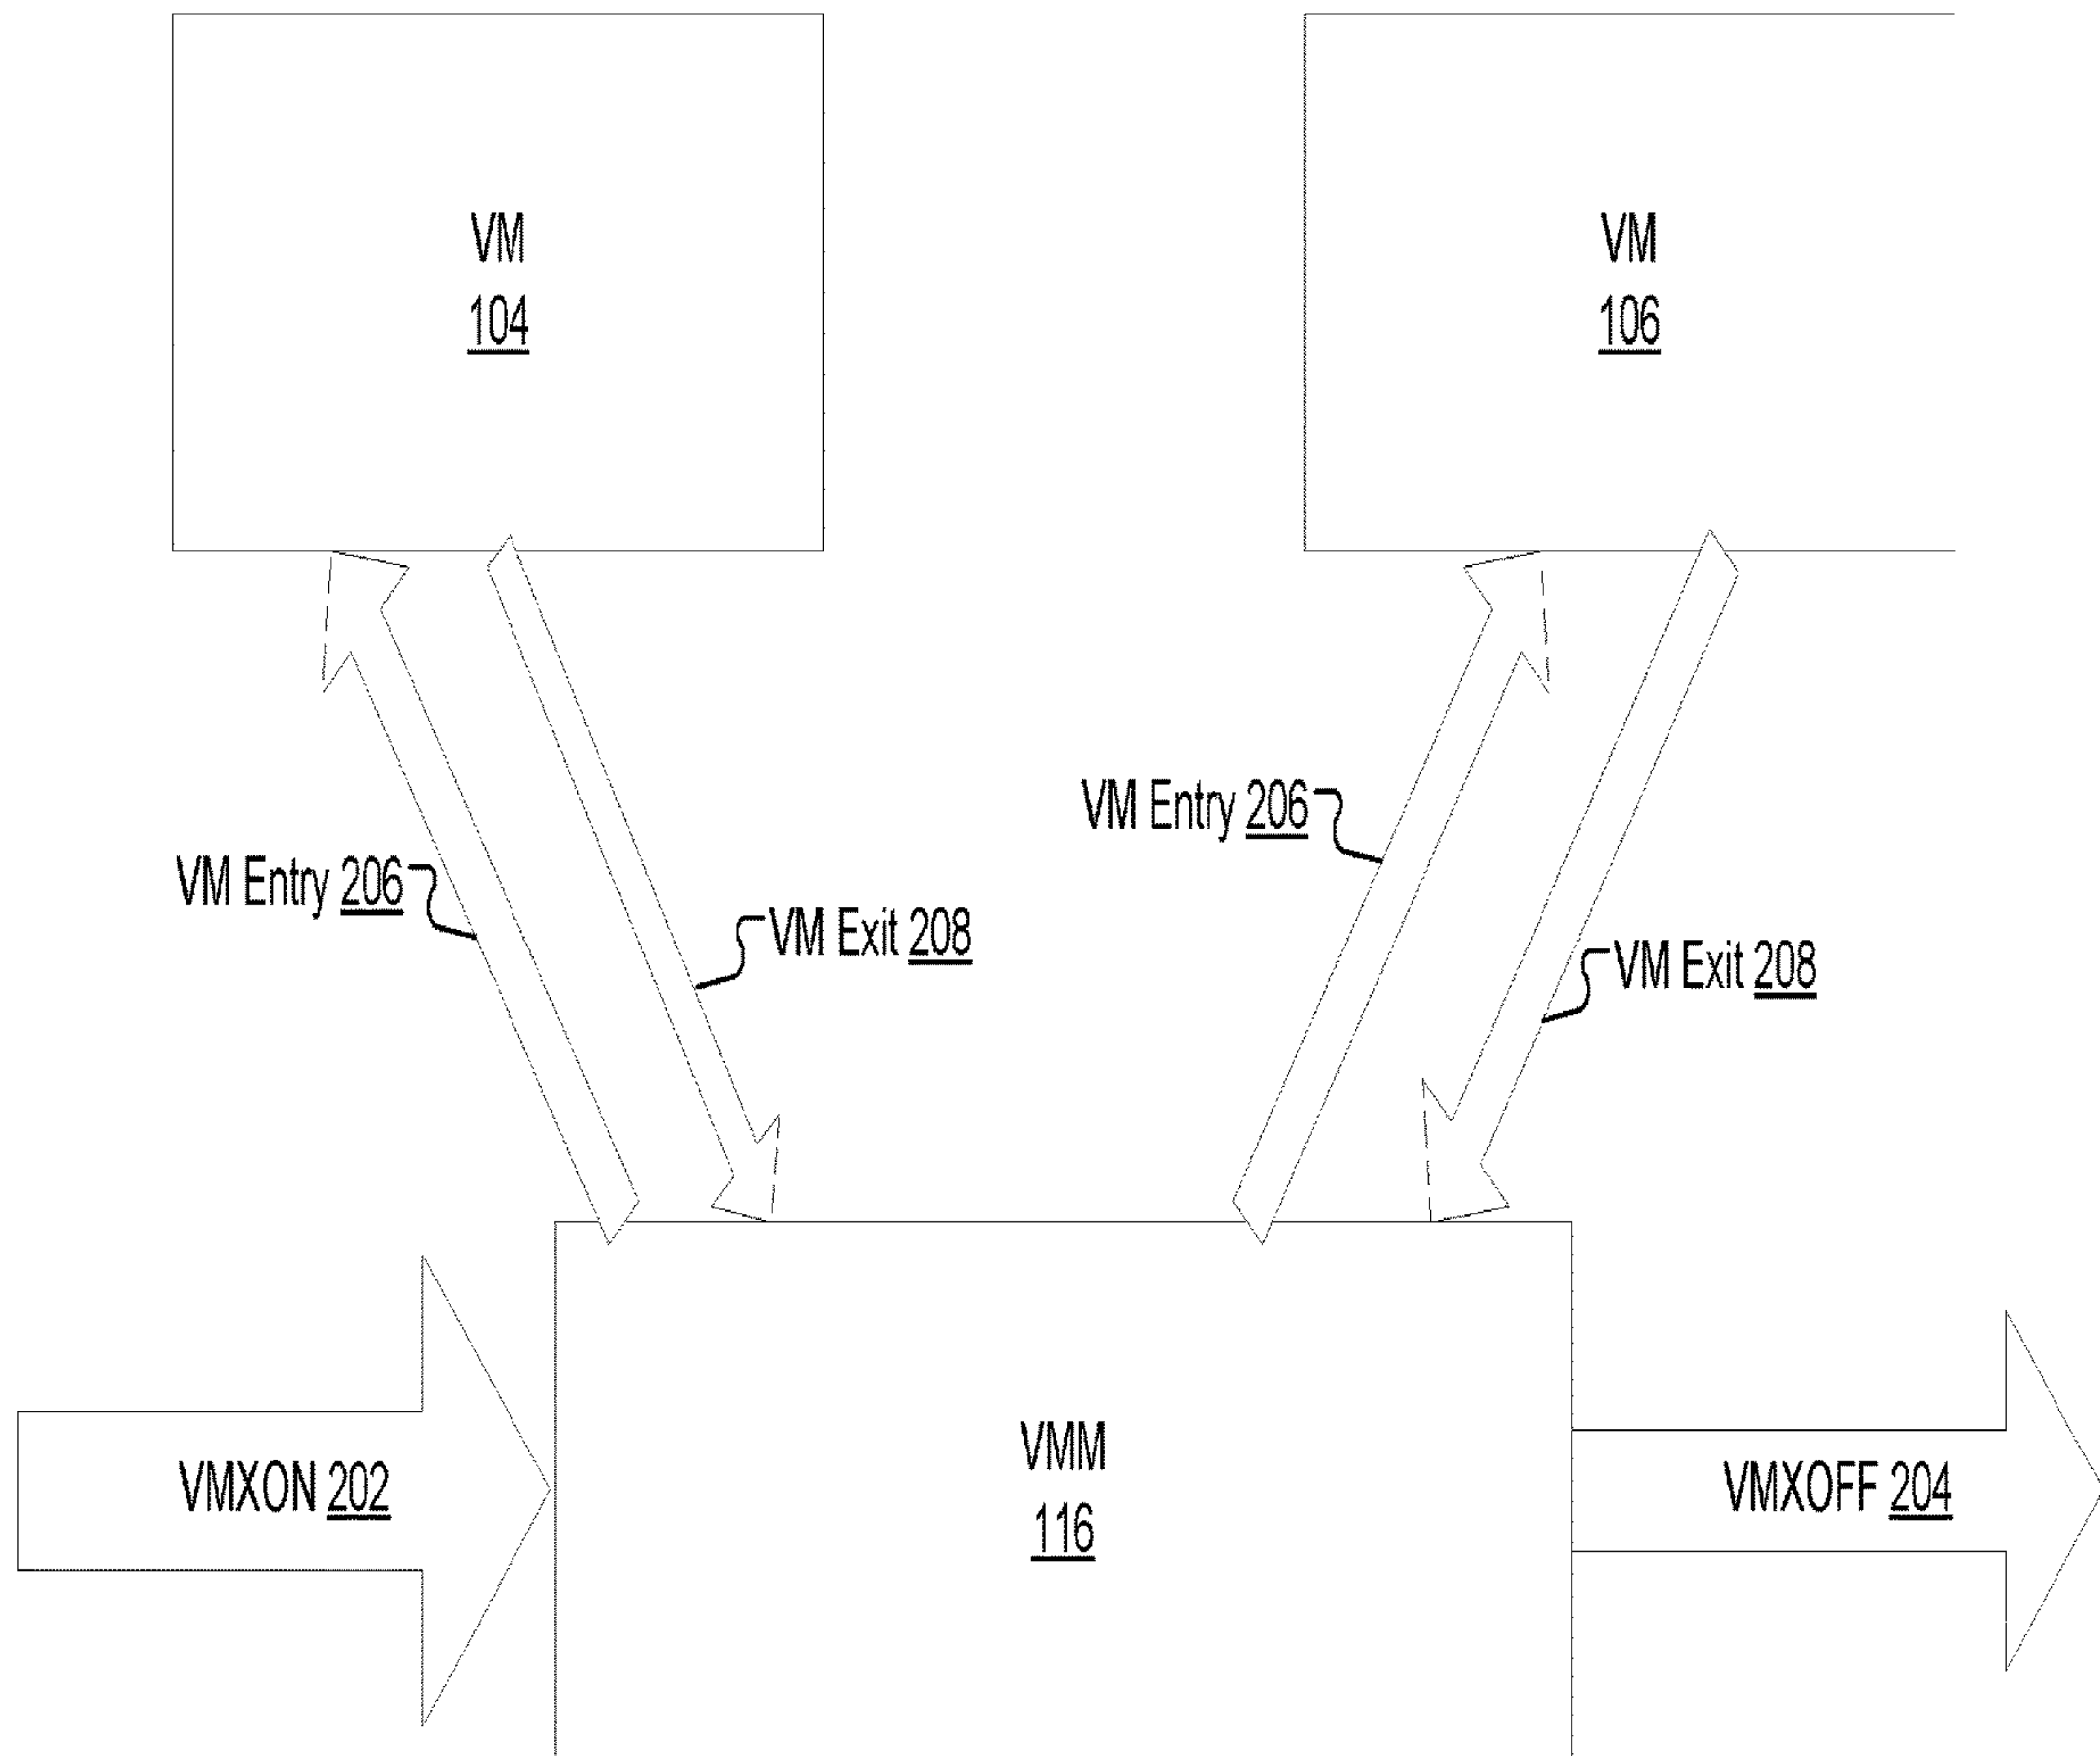 VM
104
VM
106
VM Entry 206
VM Exit 208
VM Entry 206
VM Exit 208
VMXON 202
VMM
116
VMXOFF 204